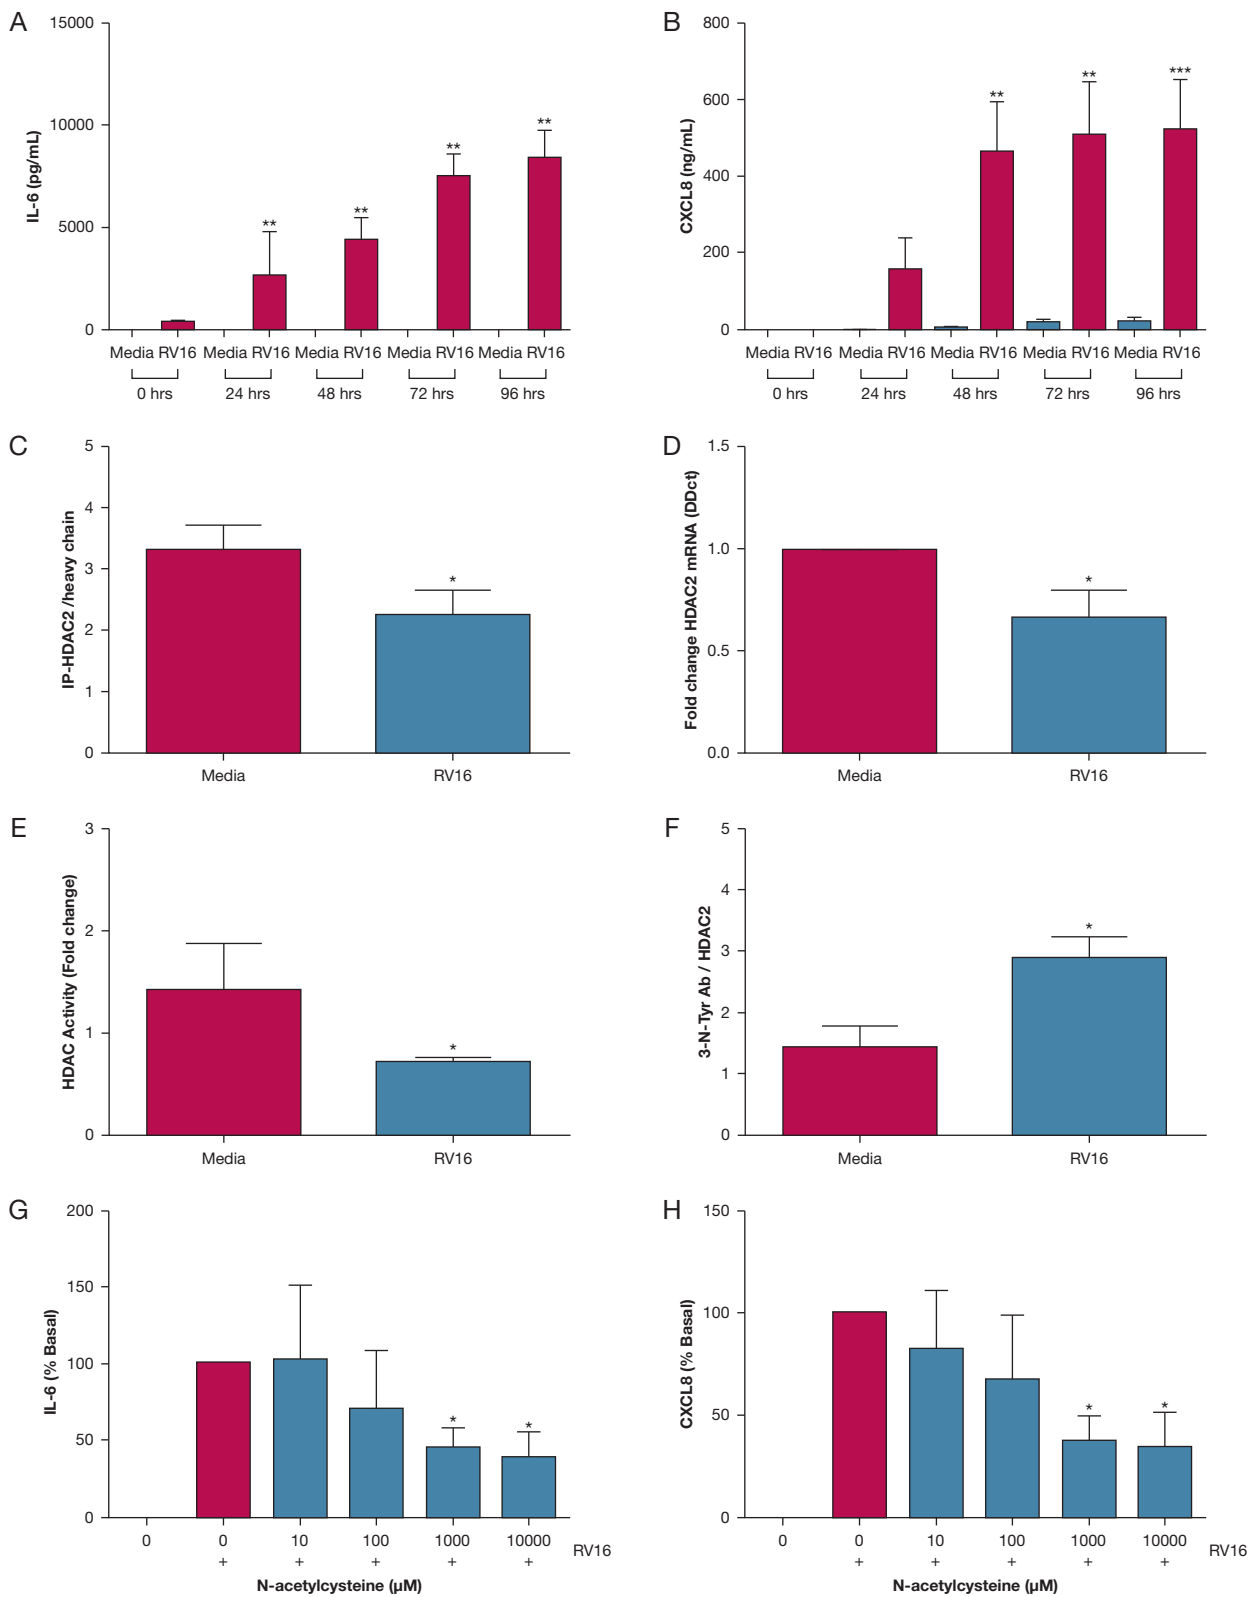 A
IL-6 (pg/mL)
15000
10000
5000
0
** ** ** **
Media RV16 Media RV16 Media RV16 Media RV16 Media RV16
0 hrs 24 hrs 48 hrs 72 hrs 96 hrs
B
CXCL8 (ng/mL)
800
600
400
200
0
** ** ***
Media RV16 Media RV16 Media RV16 Media RV16 Media RV16
0 hrs 24 hrs 48 hrs 72 hrs 96 hrs
C
IP-HDAC2 /heavy chain
5
4
3
2
1
0
*
Media RV16
D
Fold change HDAC2 mRNA (DDct)
1.5
1.0
0.5
0.0
*
Media RV16
E
HDAC Activity (Fold change)
3
2
1
0
*
Media RV16
F
3-N-Tyr Ab / HDAC2
5
4
3
2
1
0
*
Media RV16
G
IL-6 (% Basal)
200
150
100
50
0
* *
0 0 10 100 1000 10000
+ + + + + RV16
N-acetylcysteine (μM)
H
CXCL8 (% Basal)
150
100
50
0
* *
0 0 10 100 1000 10000
+ + + + + RV16
N-acetylcysteine (μM)